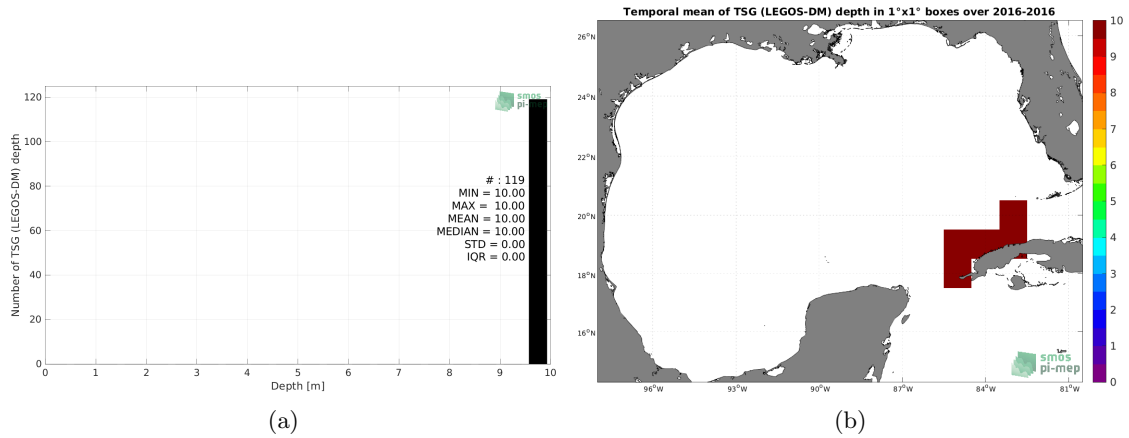 Number of TSG (LEGOS-DM) depth
120
100
80
60
40
20
0
smos
pi-mep
# : 119
MIN = 10.00
MAX = 10.00
MEAN = 10.00
MEDIAN = 10.00
STD = 0.00
IQR = 0.00
0 1 2 3 4 5 6 7 8 9 10
Depth [m]
(a)
Temporal mean of TSG (LEGOS-DM) depth in 1°x1° boxes over 2016-2016
26°N
24°N
22°N
20°N
18°N
16°N
96°W 93°W 90°W 87°W 84°W 81°W
smos
pi-mep
10
9
8
7
6
5
4
3
2
1
0
(b)